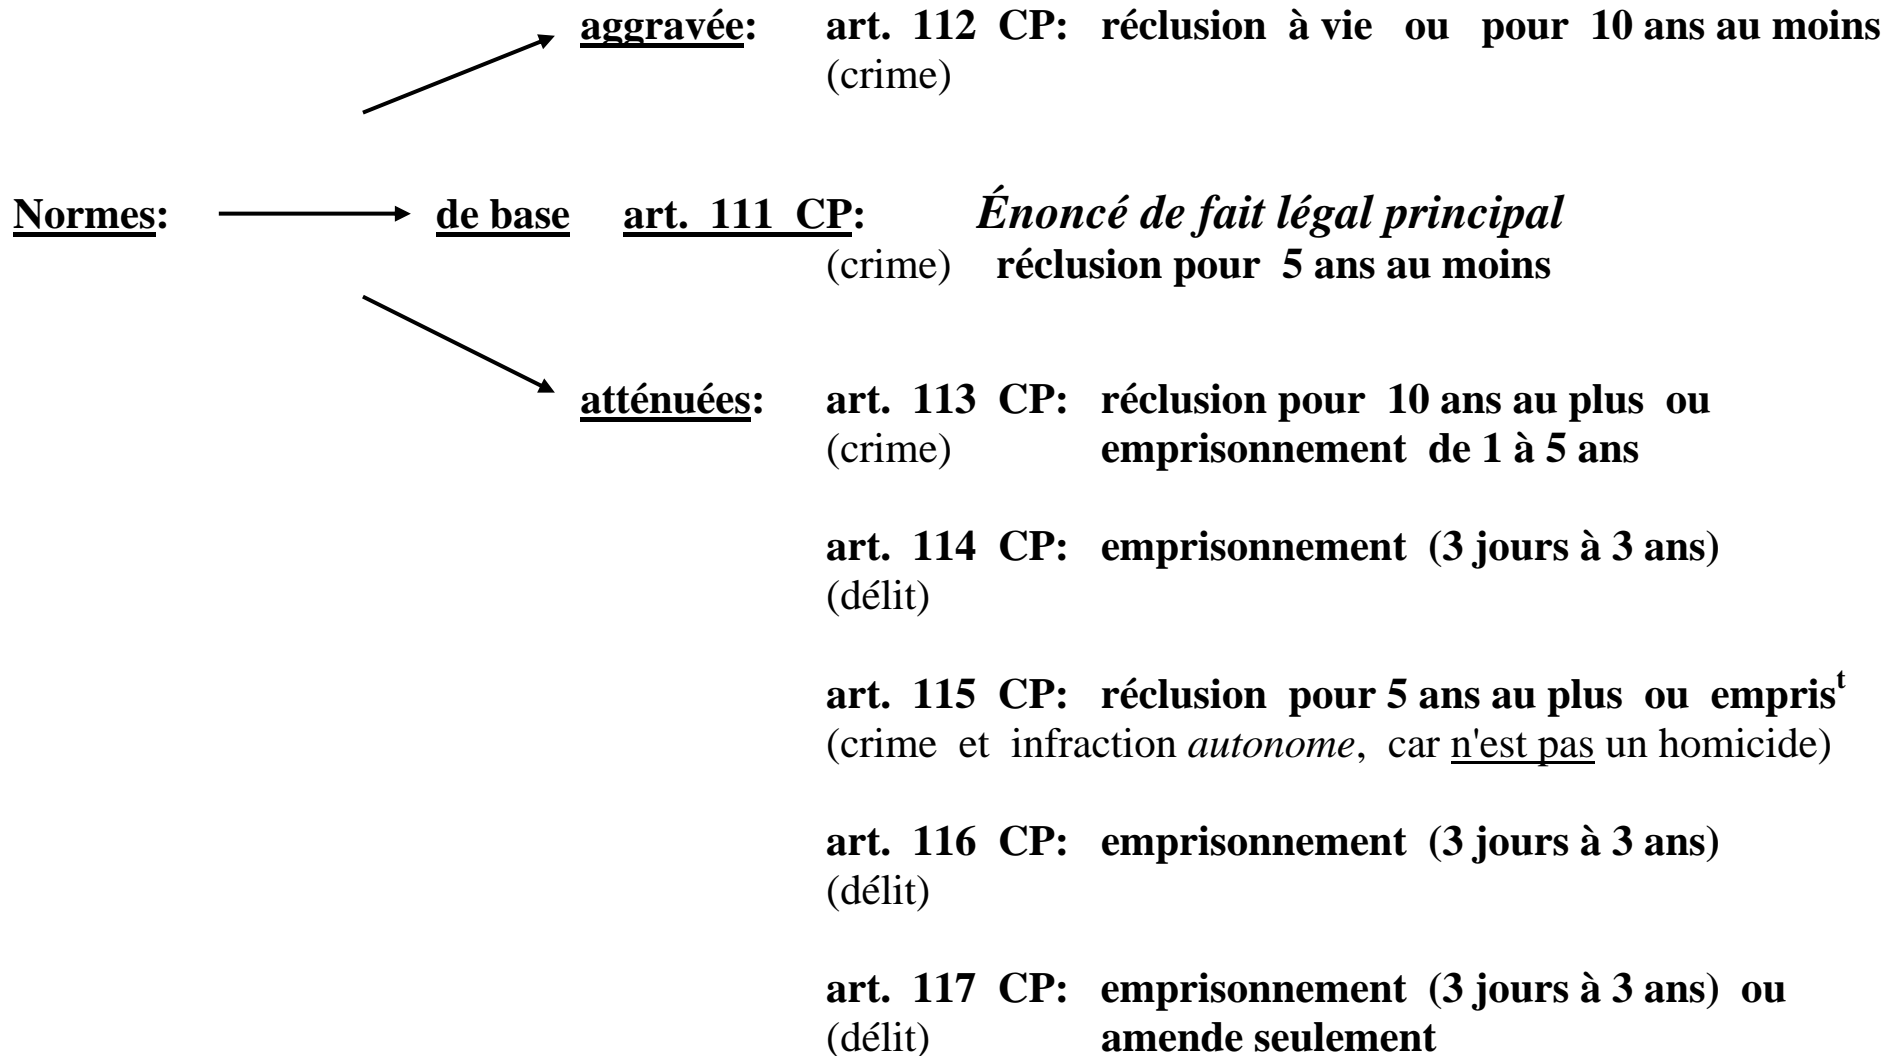 aggravée: art. 112 CP: réclusion à vie ou pour 10 ans au moins
(crime)
Normes: de base art. 111 CP: Énoncé de fait légal principal
(crime) réclusion pour 5 ans au moins
atténuées: art. 113 CP: réclusion pour 10 ans au plus ou
(crime) emprisonnement de 1 à 5 ans
art. 114 CP: emprisonnement (3 jours à 3 ans)
(délit)
art. 115 CP: réclusion pour 5 ans au plus ou emprisᵗ
(crime et infraction autonome, car n'est pas un homicide)
art. 116 CP: emprisonnement (3 jours à 3 ans)
(délit)
art. 117 CP: emprisonnement (3 jours à 3 ans) ou
(délit) amende seulement